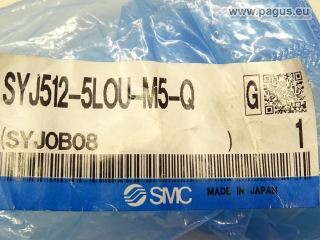 www.pagus.eu
SYJ512-5LOU-M5-Q G
(SYJOB08 ) 1
SMC MADE IN JAPAN